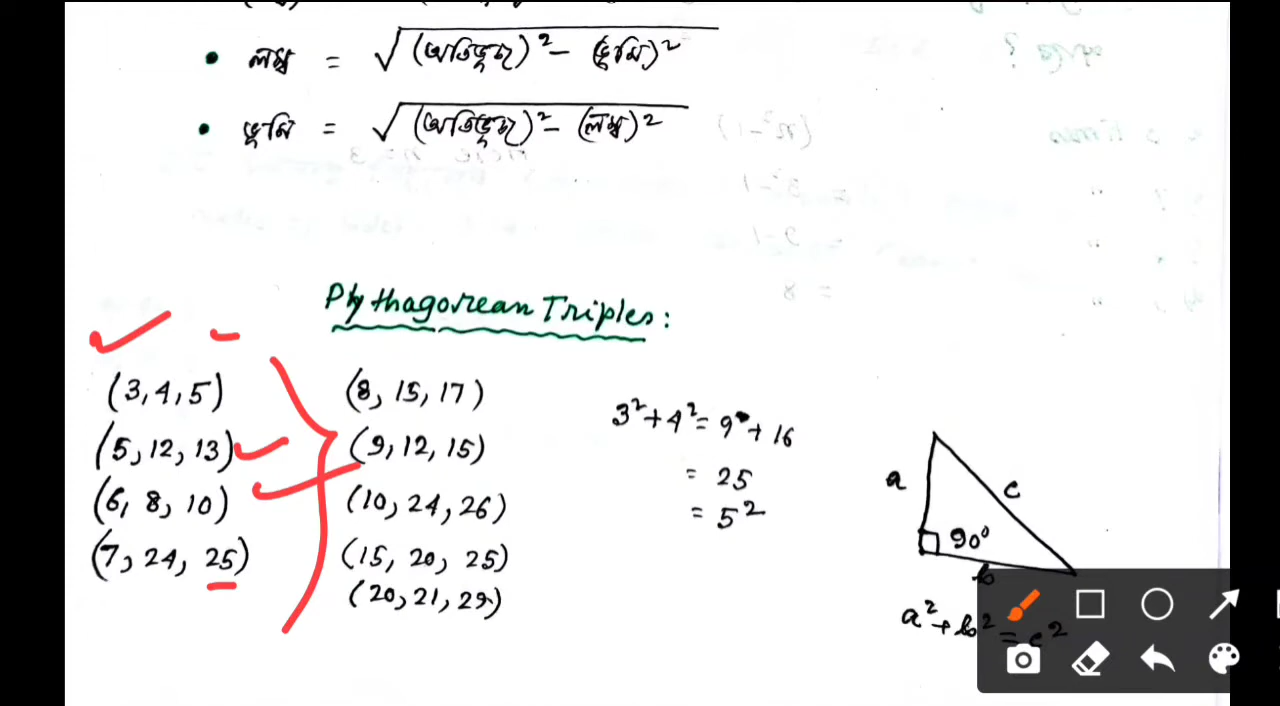 • লম্ব = √(অতিভূজ)² − (ভূমি)²
• ভূমি = √(অতিভূজ)² − (লম্ব)²
Pythagorean Triples:
(3, 4, 5)
(5, 12, 13)
(6, 8, 10)
(7, 24, 25)
(8, 15, 17)
(9, 12, 15)
(10, 24, 26)
(15, 20, 25)
(20, 21, 29)
3² + 4² = 9 + 16
= 25
= 5²
a
c
90°
b
a² + b² = c²